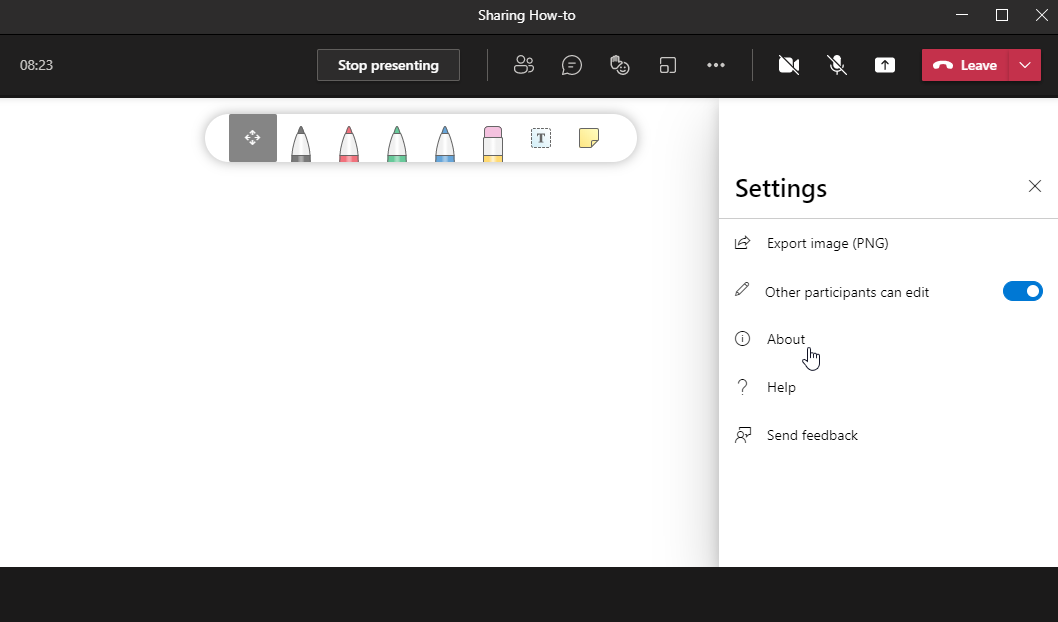 Sharing How-to
08:23
Stop presenting
Leave
T
Settings
Export image (PNG)
Other participants can edit
About
Help
Send feedback